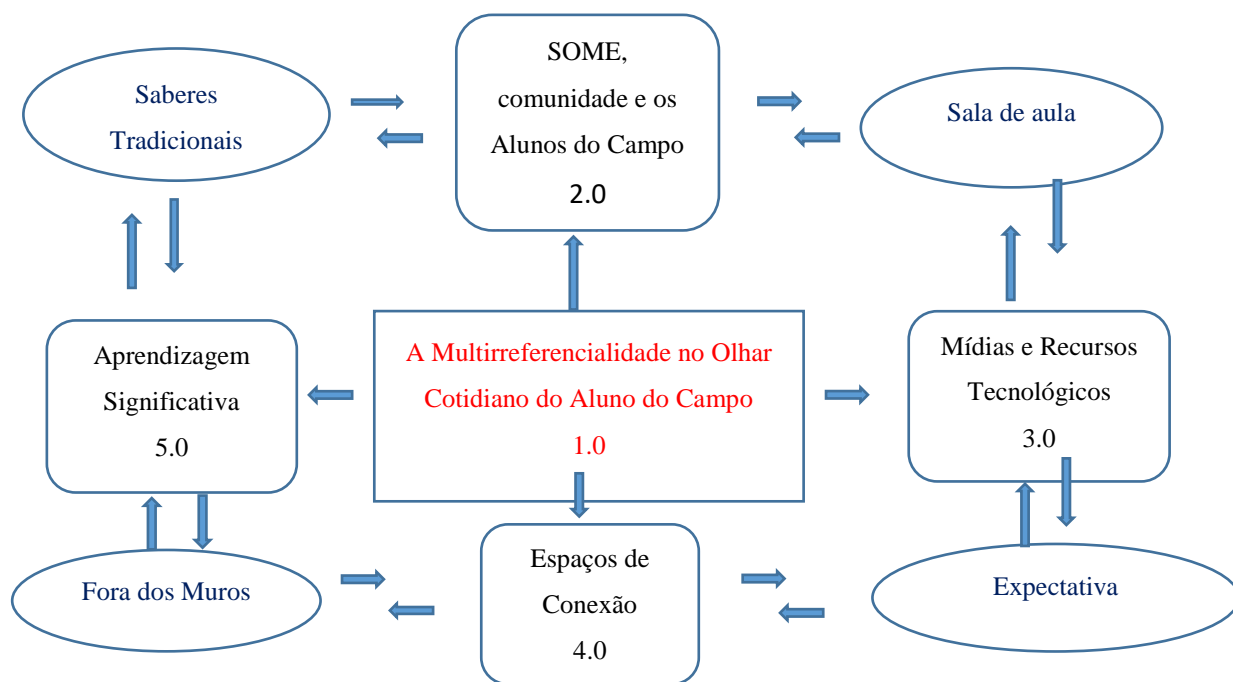 Saberes
Tradicionais
SOME,
comunidade e os
Alunos do Campo
2.0
Sala de aula
Aprendizagem
Significativa
5.0
A Multirreferencialidade no Olhar
Cotidiano do Aluno do Campo
1.0
Mídias e Recursos
Tecnológicos
3.0
Fora dos Muros
Espaços de
Conexão
4.0
Expectativa